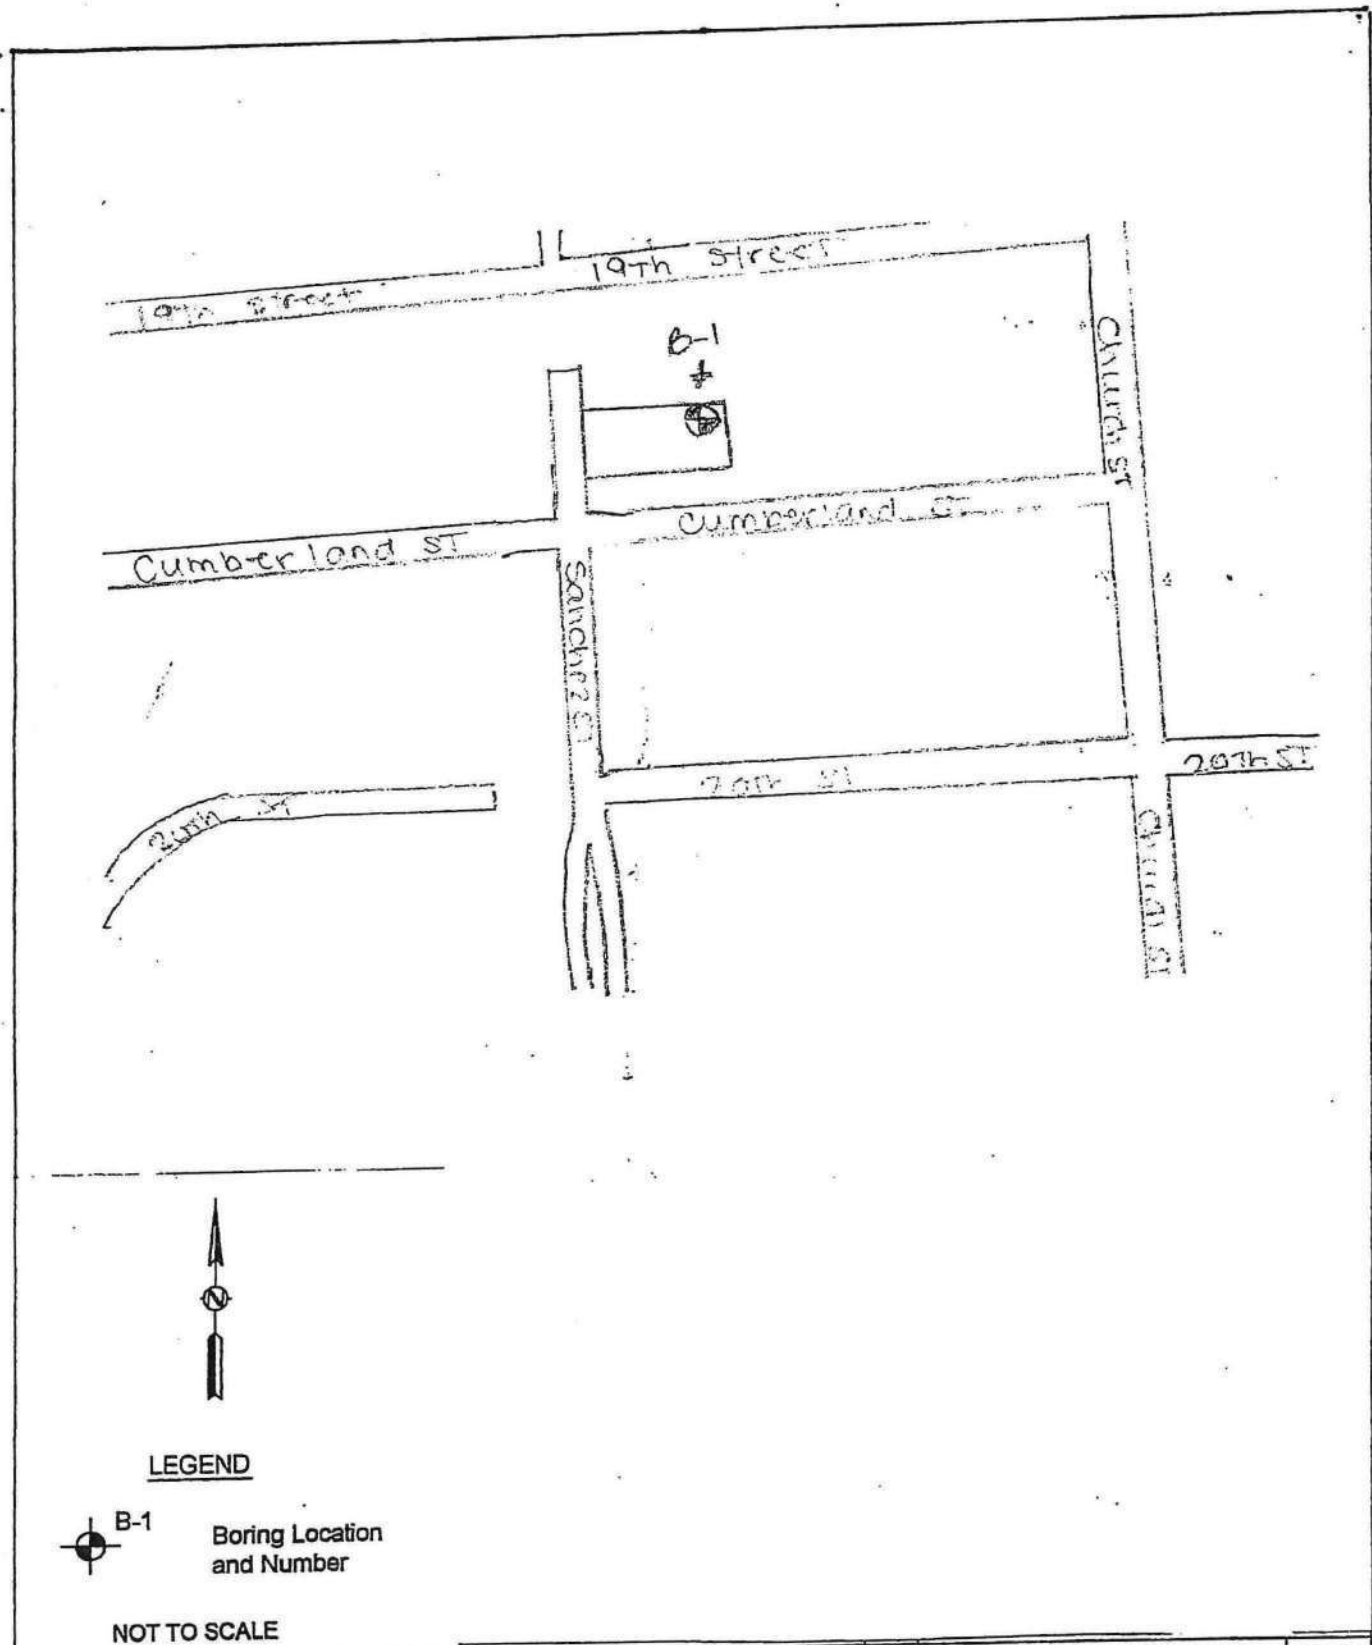 19th Street
19th Street
B-1
Church ST
Cumberland ST
Cumberland ST
Sanchez ST
20th ST
20th ST
20th ST
Church ST
N
LEGEND
B-1
Boring Location
and Number
NOT TO SCALE